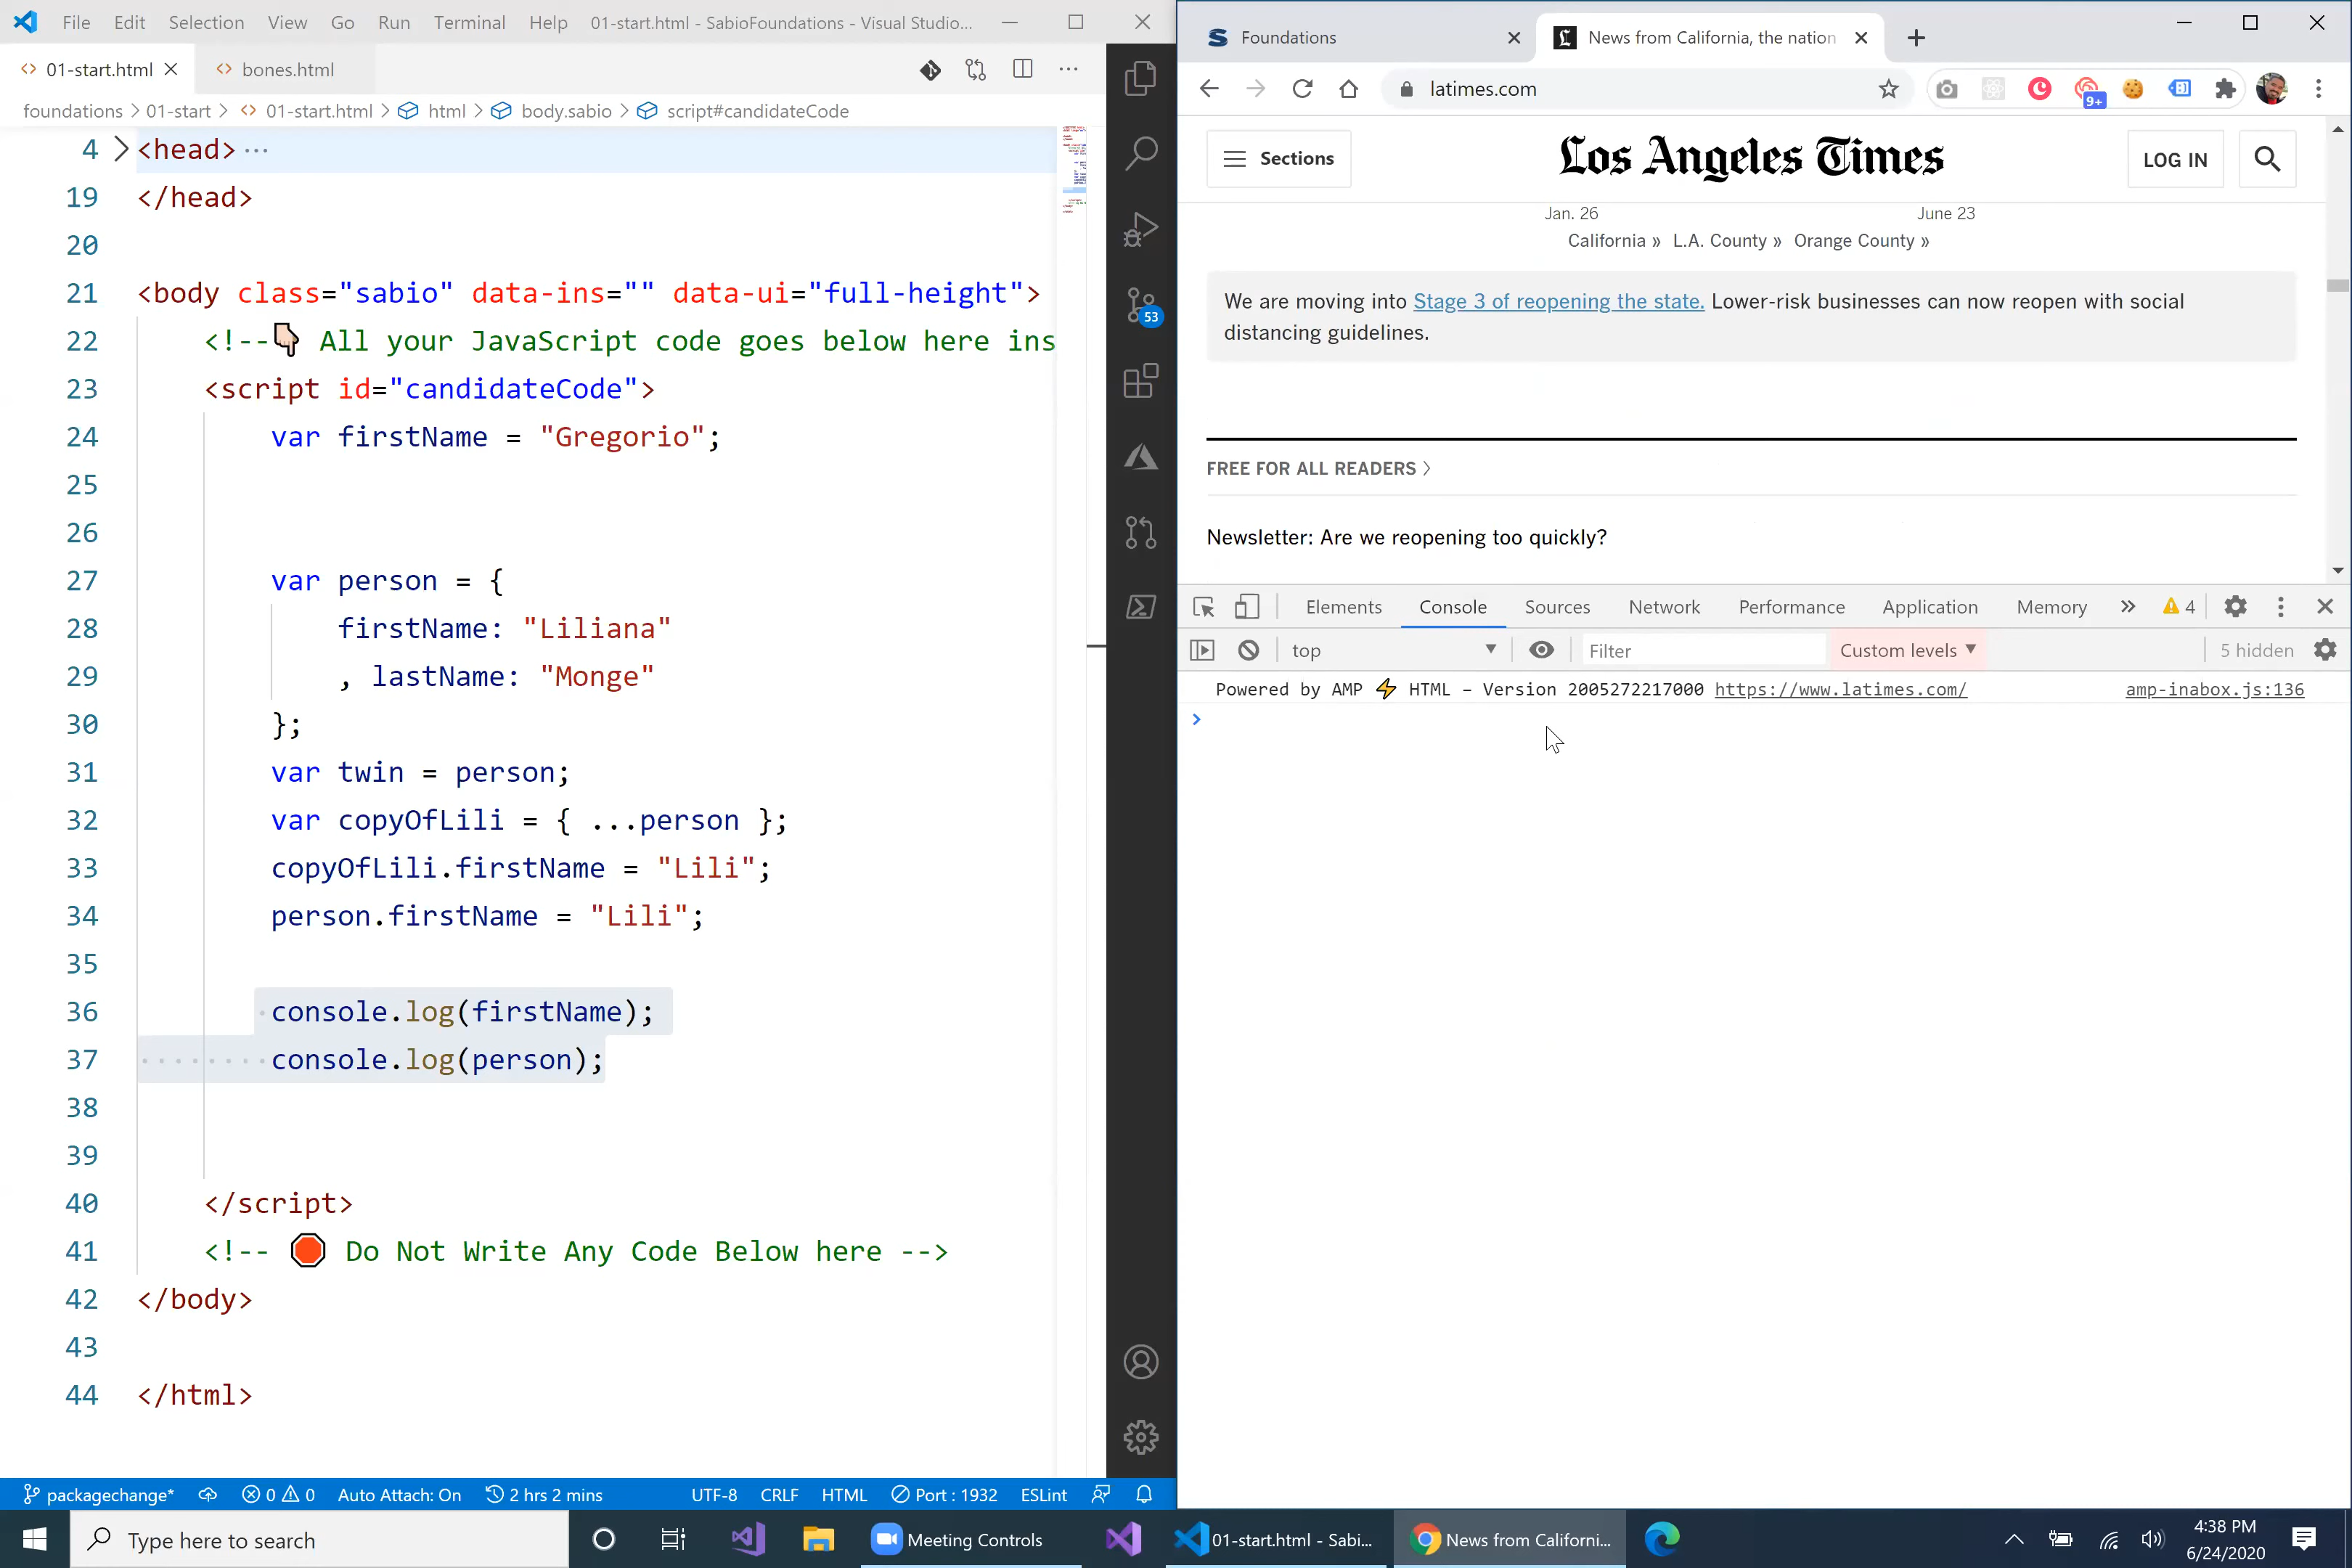 File Edit Selection View Go Run Terminal Help 01-start.html - SabioFoundations - Visual Studio...
01-start.html bones.html
foundations > 01-start > 01-start.html > html > body.sabio > script#candidateCode
4 <head> ...
19 </head>
20
21 <body class="sabio" data-ins="" data-ui="full-height">
22 <!--👇 All your JavaScript code goes below here ins
23 <script id="candidateCode">
24 var firstName = "Gregorio";
25
26
27 var person = {
28 firstName: "Liliana"
29 , lastName: "Monge"
30 };
31 var twin = person;
32 var copyOfLili = { ...person };
33 copyOfLili.firstName = "Lili";
34 person.firstName = "Lili";
35
36 console.log(firstName);
37 console.log(person);
38
39
40 </script>
41 <!-- 🛑 Do Not Write Any Code Below here -->
42 </body>
43
44 </html>
53
packagechange* 0 0 Auto Attach: On 2 hrs 2 mins UTF-8 CRLF HTML Port : 1932 ESLint
Foundations News from California, the nation
latimes.com
9+
Sections Los Angeles Times LOG IN
Jan. 26 June 23
California » L.A. County » Orange County »
We are moving into Stage 3 of reopening the state. Lower-risk businesses can now reopen with social
distancing guidelines.
FREE FOR ALL READERS >
Newsletter: Are we reopening too quickly?
Elements Console Sources Network Performance Application Memory » 4
top Filter Custom levels 5 hidden
Powered by AMP ⚡ HTML – Version 2005272217000 https://www.latimes.com/ amp-inabox.js:136
>
Type here to search Meeting Controls 01-start.html - Sabi... News from Californi... 4:38 PM
6/24/2020